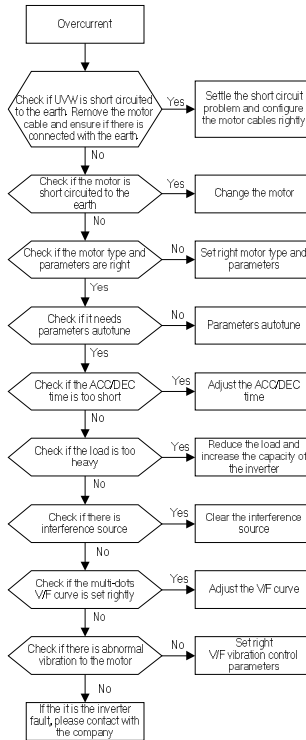 Overcurrent
Check if UVW is short circuited
to the earth. Remove the motor
cable and ensure if there is
connected with the earth.
Yes
Settle the short circuit
problem and configure
the motor cables rightly
No
Check if the motor is
short circuited to the
earth
Yes
Change the motor
No
Check if the motor type and
parameters are right
No
Set right motor type and
parameters
Yes
Check if it needs
parameters autotune
No
Parameters autotune
Yes
Check if the ACC/DEC
time is too short
Yes
Adjust the ACC/DEC
time
No
Check if the load is too
heavy
Yes
Reduce the load and
increase the capacity of
the inverter
No
Check if there is
interference source
Yes
Clear the interference
source
No
Check if the multi-dots
V/F curve is set rightly
Yes
Adjust the V/F curve
No
Check if there is abnormal
vibration to the motor
No
Set right
V/F vibration control
parameters
No
If the it is the inverter
fault, please contact with
the company